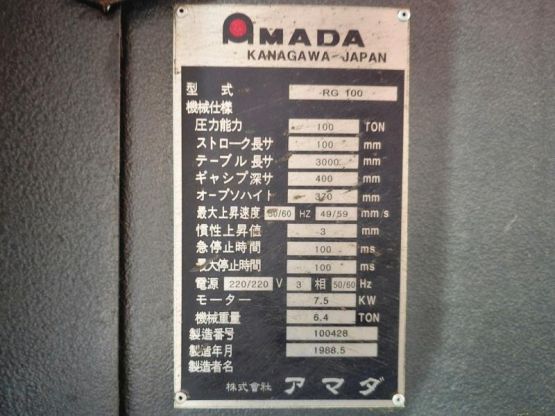 AMADA
KANAGAWA JAPAN
型式 RG 100
機械仕様
圧力能力 100 TON
ストローク長サ 100 mm
テーブル長サ 3000 mm
ギャップ深サ 400 mm
オープンハイト 370 mm
最大上昇速度 50/60 HZ 49/59 mm/s
慣性上昇値 3 mm
急停止時間 100 ms
最大停止時間 100 ms
電源 220/220 V 3 相 50/60 Hz
モーター 7.5 KW
機械重量 6.4 TON
製造番号 100428
製造年月 1988.5
製造者名
株式會社 アマダ